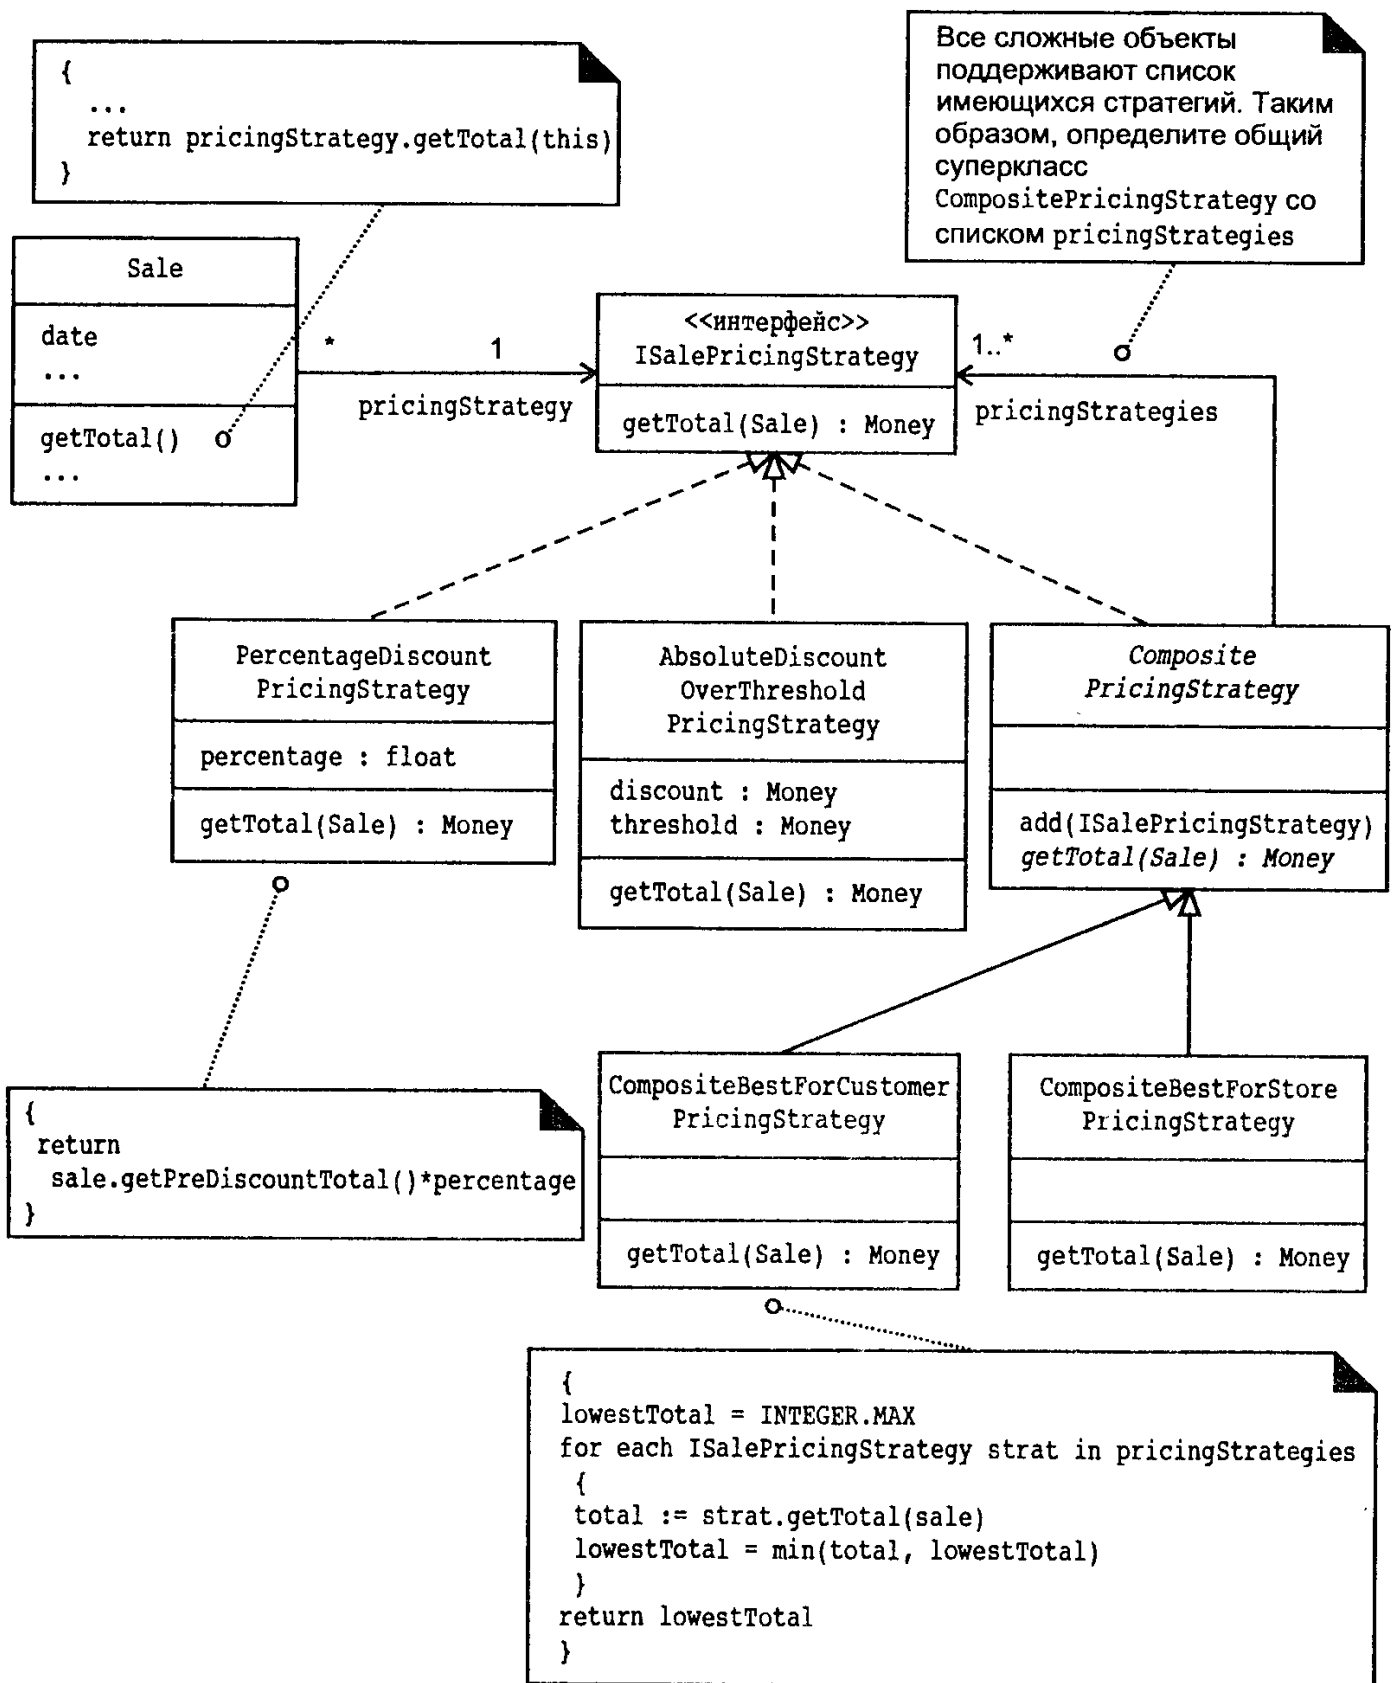 {
...
return pricingStrategy.getTotal(this)
}
Все сложные объекты
поддерживают список
имеющихся стратегий. Таким
образом, определите общий
суперкласс
CompositePricingStrategy со
списком pricingStrategies
Sale
date
...
getTotal()
...
*
1
pricingStrategy
<<интерфейс>>
ISalePricingStrategy
getTotal(Sale) : Money
1..*
pricingStrategies
PercentageDiscount
PricingStrategy
percentage : float
getTotal(Sale) : Money
AbsoluteDiscount
OverThreshold
PricingStrategy
discount : Money
threshold : Money
getTotal(Sale) : Money
Composite
PricingStrategy
add(ISalePricingStrategy)
getTotal(Sale) : Money
{
return
sale.getPreDiscountTotal()*percentage
}
CompositeBestForCustomer
PricingStrategy
getTotal(Sale) : Money
CompositeBestForStore
PricingStrategy
getTotal(Sale) : Money
{
lowestTotal = INTEGER.MAX
for each ISalePricingStrategy strat in pricingStrategies
{
total := strat.getTotal(sale)
lowestTotal = min(total, lowestTotal)
}
return lowestTotal
}